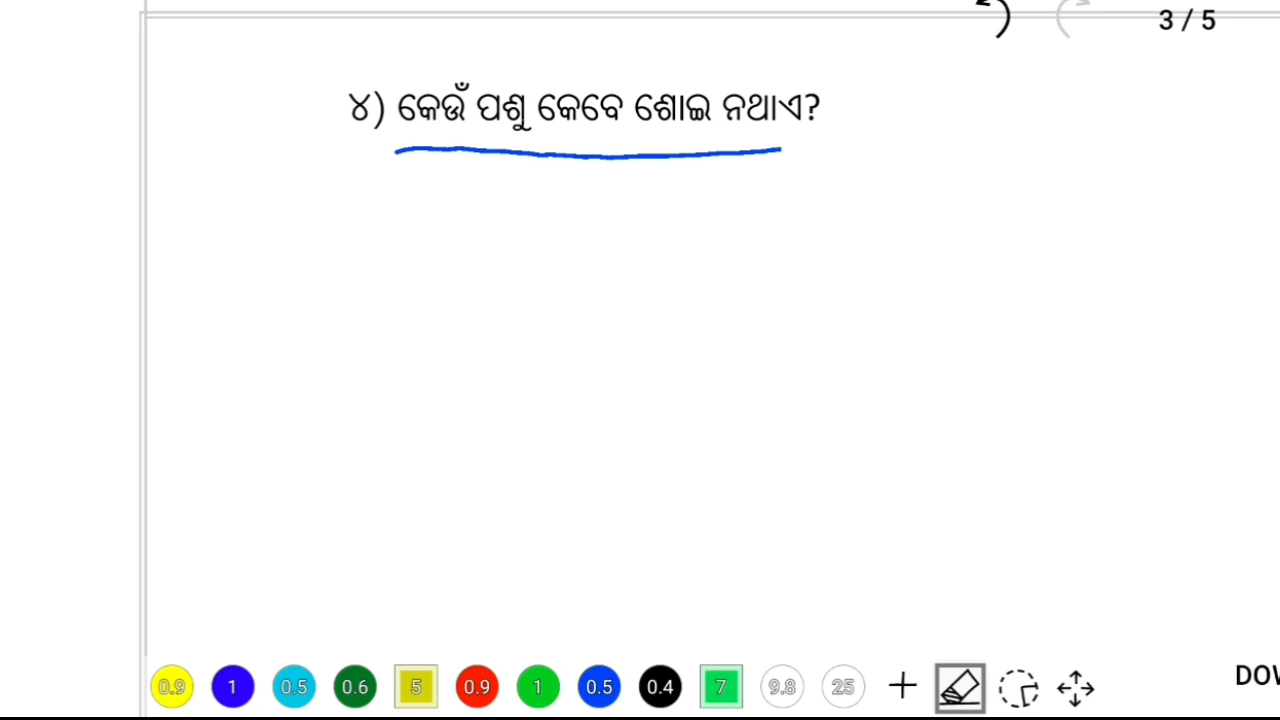 3 / 5
୪) କେଉଁ ପଶୁ କେବେ ଶୋଇ ନଥାଏ?
0.9 1 0.5 0.6 5 0.9 1 0.5 0.4 7 9.8 25 +